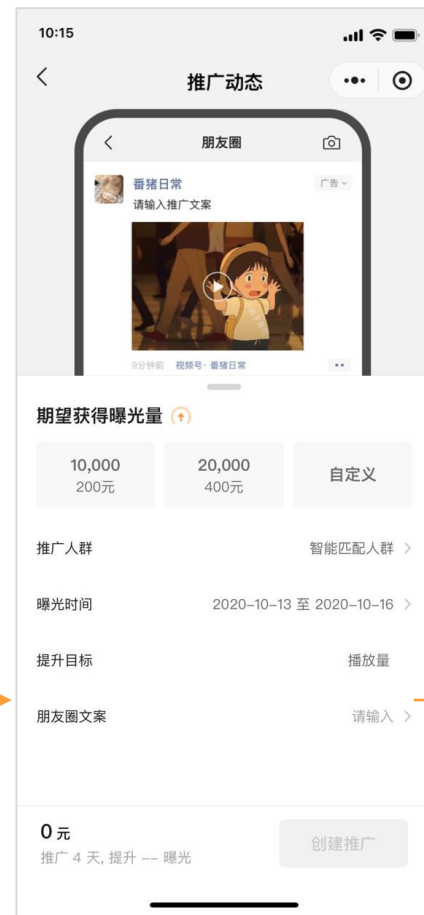 10:15
推广动态
朋友圈
番猪日常
广告
请输入推广文案
9分钟前 视频号·番猪日常
期望获得曝光量
10,000
200元
20,000
400元
自定义
推广人群 智能匹配人群
曝光时间 2020-10-13 至 2020-10-16
提升目标 播放量
朋友圈文案 请输入
0 元
推广 4 天, 提升 -- 曝光
创建推广